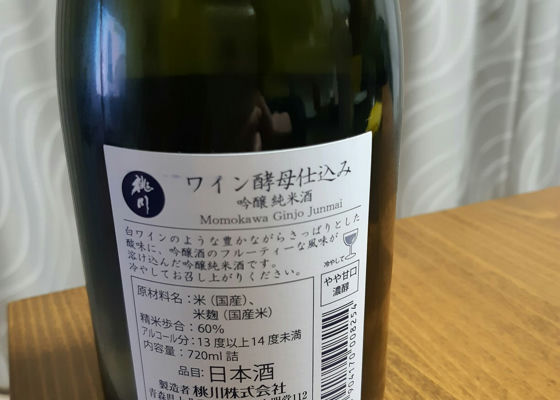 桃川
ワイン酵母仕込み
吟醸純米酒
Momokawa Ginjo Junmai
白ワインのような豊かながらさっぱりとした
酸味に、吟醸酒のフルーティーな風味が
溶け込んだ吟醸純米酒です。
冷やしてお召し上がりください。
冷やして
やや甘口
濃醇
原材料名：米（国産）、
米麹（国産米）
精米歩合：60%
アルコール分：13度以上14度未満
内容量：720ml詰
品目：日本酒
製造者 桃川株式会社
青森県上
112
904170008254